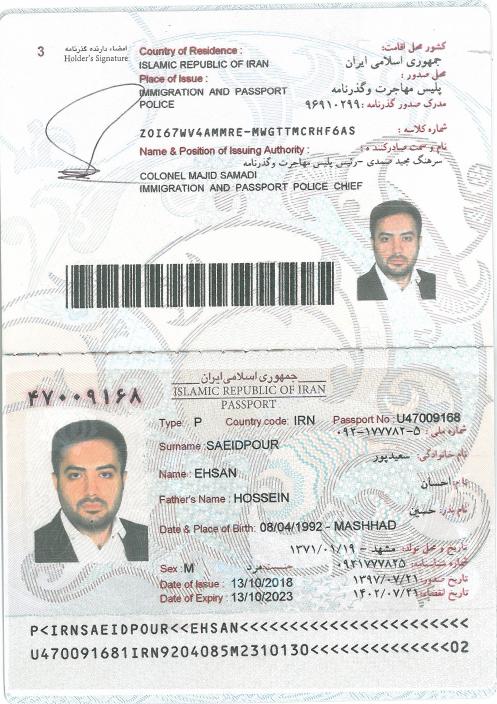 3
امضاء دارنده گذرنامه
Holder's Signature
Country of Residence :
کشور محل اقامت:
ISLAMIC REPUBLIC OF IRAN
جمهوری اسلامی ایران
Place of Issue :
محل صدور :
IMMIGRATION AND PASSPORT POLICE
پلیس مهاجرت وگذرنامه
مدرک صدور گذرنامه : ۹۶۹۱۰۲۹۹
شماره کلاسه :
ZOI67WV4AMMRE-MWGTTMCRHF6AS
Name & Position of Issuing Authority :
نام و سمت صادرکننده :
سرهنگ مجید صمدی -رئیس پلیس مهاجرت وگذرنامه
COLONEL MAJID SAMADI
IMMIGRATION AND PASSPORT POLICE CHIEF
جمهوری اسلامی ایران
ISLAMIC REPUBLIC OF IRAN
PASSPORT
۴۷۰۰۹۱۶۸
Type: P Country code: IRN Passport No : U47009168
شماره ملی : ۰۹۲-۱۷۷۷۸۲-۵
Surname : SAEIDPOUR
نام خانوادگی: سعیدپور
Name : EHSAN
نام: احسان
Father's Name : HOSSEIN
نام پدر: حسین
Date & Place of Birth: 08/04/1992 - MASHHAD
تاریخ و محل تولد: مشهد - ۱۳۷۱/۰۱/۱۹
Sex : M
جنسیت: مرد
شماره شناسنامه:
Date of Issue : 13/10/2018
تاریخ صدور: ۱۳۹۷/۰۷/۲۱
Date of Expiry : 13/10/2023
تاریخ انقضاء: ۱۴۰۲/۰۷/۲۱
P<IRNSAEIDPOUR<<EHSAN<<<<<<<<<<<<<<<<<<<<<<<
U470091681IRN9204085M2310130<<<<<<<<<<<<<<02